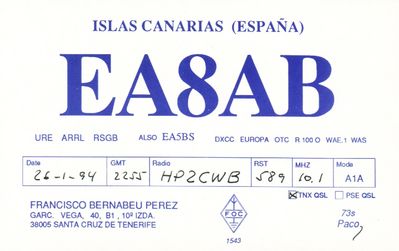 ISLAS CANARIAS (ESPAÑA)
EA8AB
URE ARRL RSGB ALSO EA5BS DXCC EUROPA OTC R 100 O WAE.1 WAS
Date GMT Radio RST MHZ Mode
26-1-94 2255 HP2CWB 589 10,1 A1A
TNX QSL PSE QSL
FRANCISCO BERNABEU PEREZ
GARC. VEGA, 40, B1, 10º IZDA.
38005 SANTA CRUZ DE TENERIFE
FOC
1543
73s
Paco